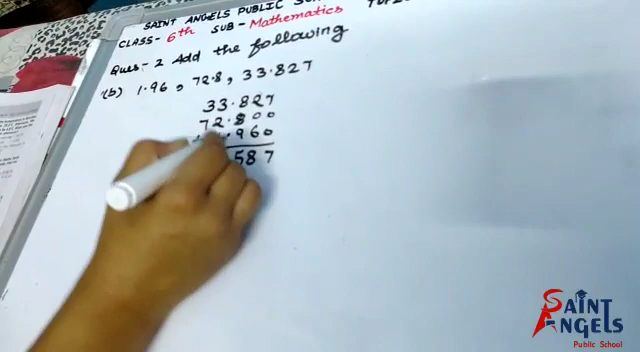 SAINT ANGELS PUBLIC
CLASS- 6th SUB- Mathematics
Ques:- 2 Add the following
(b) 1.96 , 72.8 , 33.827
33.827
72.800
.960
587
SAINT
ANGELS
Public School